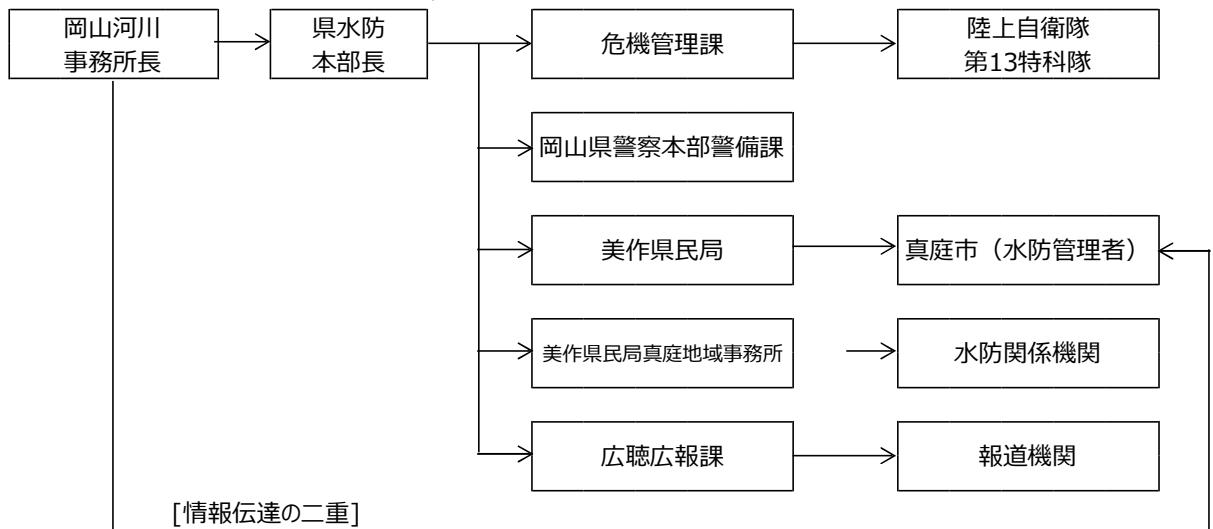 岡山河川
事務所長
県水防
本部長
危機管理課
陸上自衛隊
第13特科隊
岡山県警察本部警備課
美作県民局
真庭市（水防管理者）
美作県民局真庭地域事務所
水防関係機関
広聴広報課
報道機関
[情報伝達の二重]